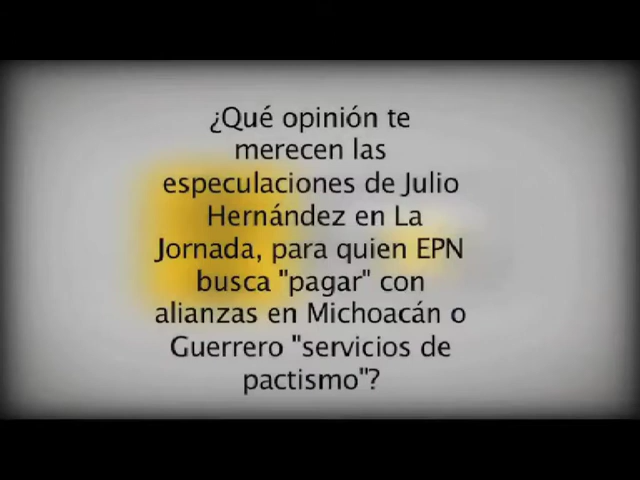 ¿Qué opinión te
merecen las
especulaciones de Julio
Hernández en La
Jornada, para quien EPN
busca "pagar" con
alianzas en Michoacán o
Guerrero "servicios de
pactismo"?